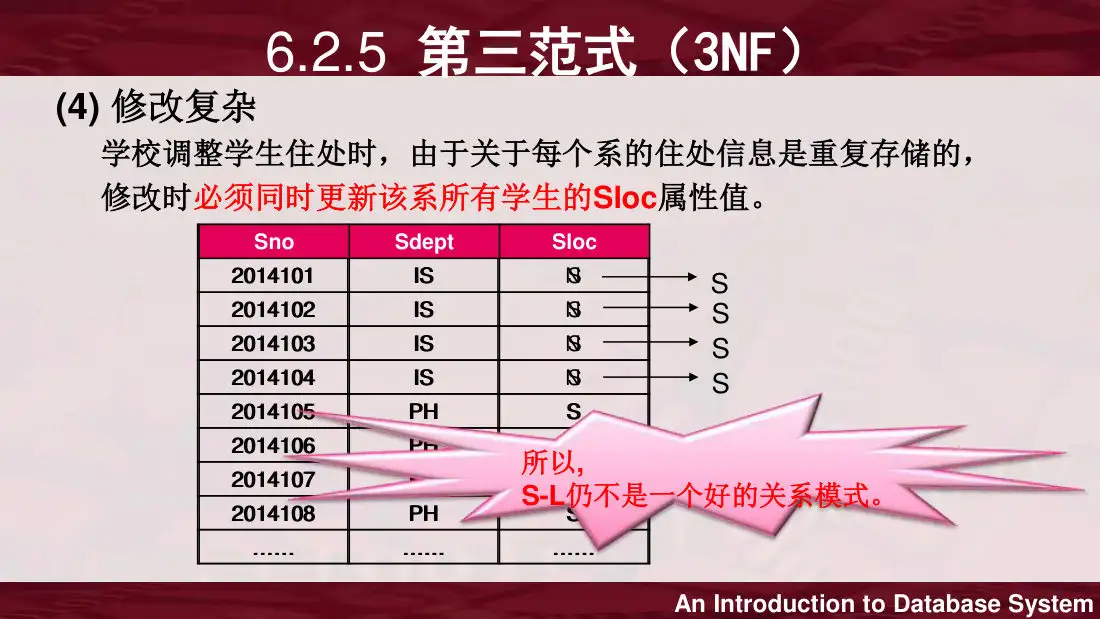 6.2.5 第三范式（3NF）
(4) 修改复杂
学校调整学生住处时，由于关于每个系的住处信息是重复存储的，
修改时必须同时更新该系所有学生的Sloc属性值。
Sno Sdept Sloc
2014101 IS S
2014102 IS S
2014103 IS S
2014104 IS S
2014105 PH S
2014106 PH
2014107
2014108 PH S
…… …… ……
所以,
S-L仍不是一个好的关系模式。
An Introduction to Database System